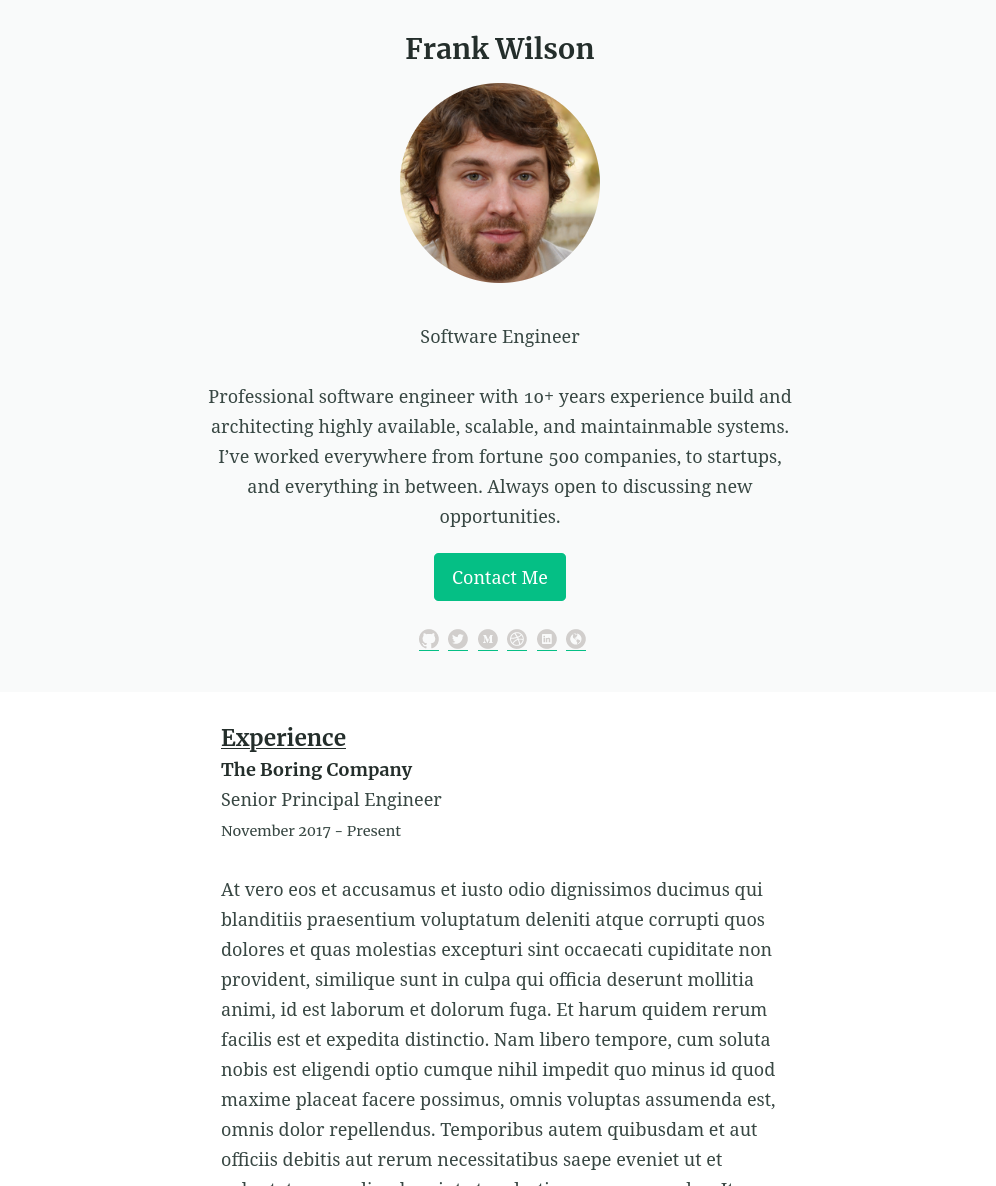 Frank Wilson
Software Engineer
Professional software engineer with 10+ years experience build and
architecting highly available, scalable, and maintainmable systems.
I’ve worked everywhere from fortune 500 companies, to startups,
and everything in between. Always open to discussing new
opportunities.
Contact Me
Experience
The Boring Company
Senior Principal Engineer
November 2017 - Present
At vero eos et accusamus et iusto odio dignissimos ducimus qui
blanditiis praesentium voluptatum deleniti atque corrupti quos
dolores et quas molestias excepturi sint occaecati cupiditate non
provident, similique sunt in culpa qui officia deserunt mollitia
animi, id est laborum et dolorum fuga. Et harum quidem rerum
facilis est et expedita distinctio. Nam libero tempore, cum soluta
nobis est eligendi optio cumque nihil impedit quo minus id quod
maxime placeat facere possimus, omnis voluptas assumenda est,
omnis dolor repellendus. Temporibus autem quibusdam et aut
officiis debitis aut rerum necessitatibus saepe eveniet ut et